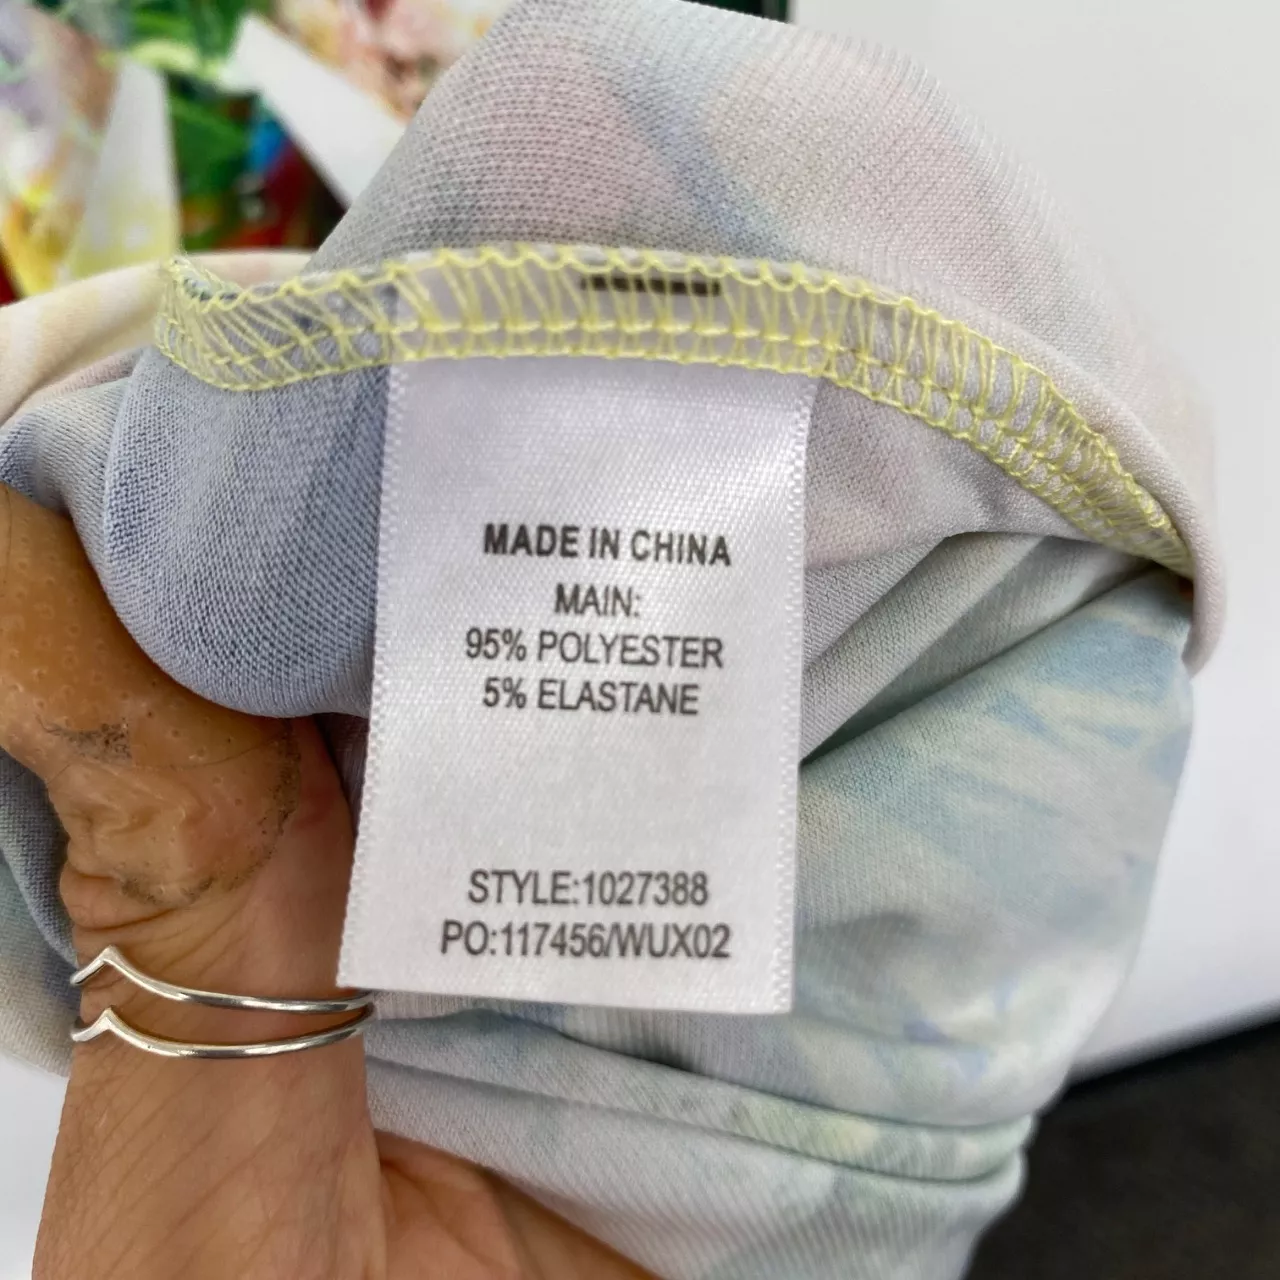 MADE IN CHINA
MAIN:
95% POLYESTER
5% ELASTANE
STYLE:1027388
PO:117456/WUX02